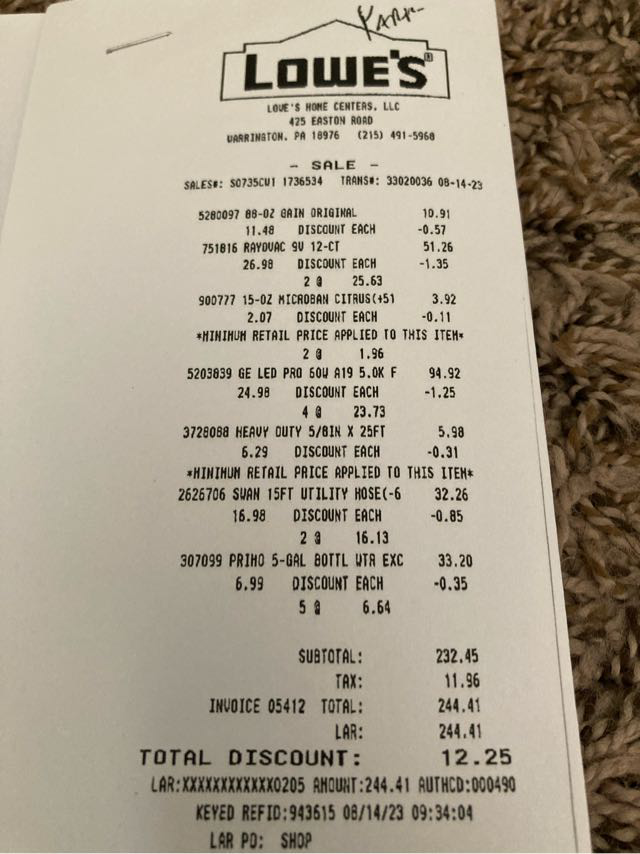 LOWE'S®
LOWE'S HOME CENTERS, LLC
425 EASTON ROAD
WARRINGTON, PA 18976 (215) 491-5968
- SALE -
SALES#: S0735CW1 1736534 TRANS#: 33020036 08-14-23
5280097 88-OZ GAIN ORIGINAL 10.91
11.48 DISCOUNT EACH -0.57
751816 RAYOVAC 9V 12-CT 51.26
26.98 DISCOUNT EACH -1.35
2 @ 25.63
900777 15-OZ MICROBAN CITRUS(+51 3.92
2.07 DISCOUNT EACH -0.11
*MINIMUM RETAIL PRICE APPLIED TO THIS ITEM*
2 @ 1.96
5203839 GE LED PRO 60W A19 5.0K F 94.92
24.98 DISCOUNT EACH -1.25
4 @ 23.73
3728088 HEAVY DUTY 5/8IN X 25FT 5.98
6.29 DISCOUNT EACH -0.31
*MINIMUM RETAIL PRICE APPLIED TO THIS ITEM*
2626706 SWAN 15FT UTILITY HOSE(-6 32.26
16.98 DISCOUNT EACH -0.85
2 @ 16.13
307099 PRIMO 5-GAL BOTTL WTR EXC 33.20
6.99 DISCOUNT EACH -0.35
5 @ 6.64
SUBTOTAL: 232.45
TAX: 11.96
INVOICE 05412 TOTAL: 244.41
LAR: 244.41
TOTAL DISCOUNT: 12.25
LAR:XXXXXXXXXXXX0205 AMOUNT:244.41 AUTHCD:000490
KEYED REFID:943615 08/14/23 09:34:04
LAR PO: SHOP